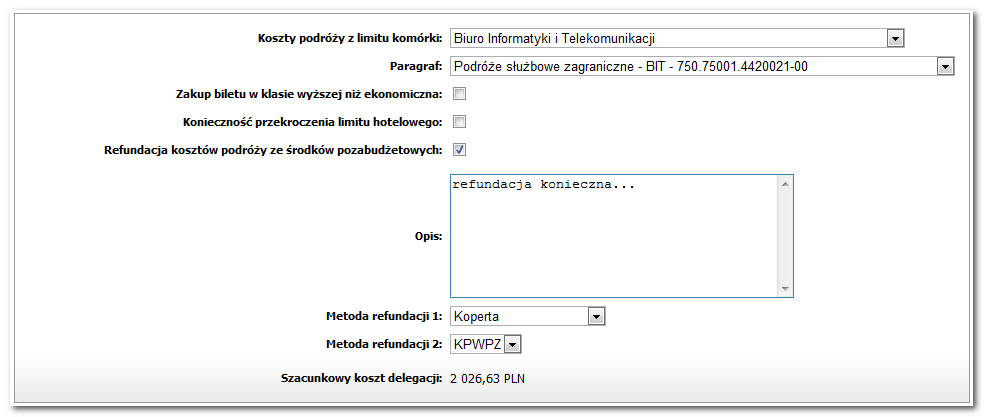 Koszty podróży z limitu komórki: Biuro Informatyki i Telekomunikacji
Paragraf: Podróże służbowe zagraniczne - BIT - 750.75001.4420021-00
Zakup biletu w klasie wyższej niż ekonomiczna:
Konieczność przekroczenia limitu hotelowego:
Refundacja kosztów podróży ze środków pozabudżetowych:
refundacja konieczna...
Opis:
Metoda refundacji 1: Koperta
Metoda refundacji 2: KPWPZ
Szacunkowy koszt delegacji: 2 026,63 PLN